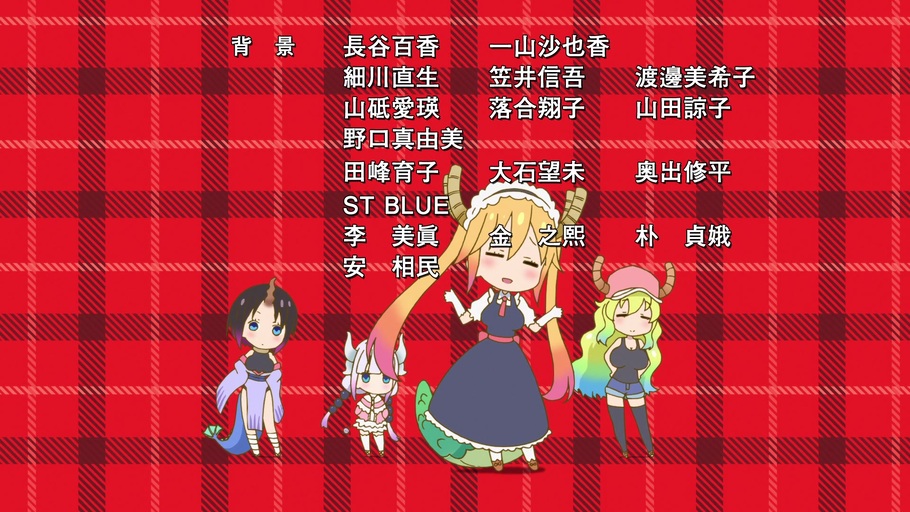 背　景　長谷百香　一山沙也香
細川直生　笠井信吾　渡邊美希子
山砥愛瑛　落合翔子　山田諒子
野口真由美
田峰育子　大石望未　奥出修平
ST BLUE
李　美眞　金　之熙　朴　貞娥
安　相民